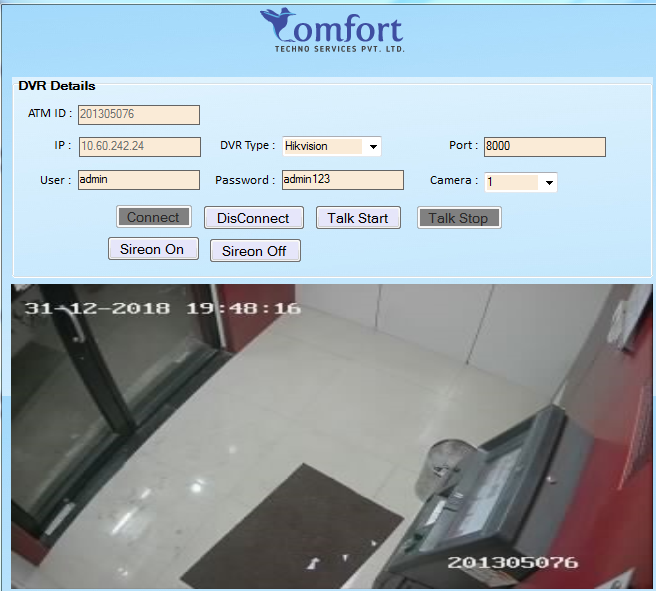 Comfort
TECHNO SERVICES PVT. LTD.
DVR Details
ATM ID : 201305076
IP : 10.60.242.24 DVR Type : Hikvision Port : 8000
User : admin Password : admin123 Camera : 1
Connect DisConnect Talk Start Talk Stop
Sireon On Sireon Off
31-12-2018 19:48:16
201305076